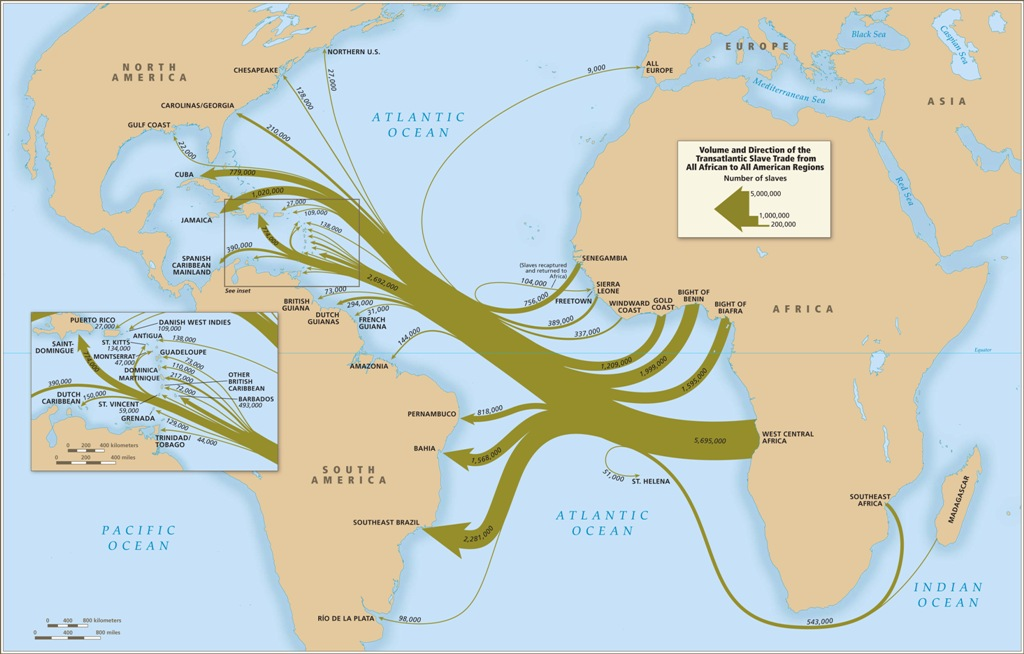 NORTH
AMERICA
NORTHERN U.S.
CHESAPEAKE
CAROLINAS/GEORGIA
GULF COAST
27,000
128,000
210,000
22,000
ATLANTIC
OCEAN
9,000
ALL
EUROPE
EUROPE
Black Sea
Caspian Sea
Mediterranean Sea
ASIA
Red Sea
Volume and Direction of the
Transatlantic Slave Trade from
All African to All American Regions
Number of slaves
5,000,000
1,000,000
200,000
CUBA
779,000
1,020,000
JAMAICA
27,000
109,000
138,000
774,000
390,000
SPANISH
CARIBBEAN
MAINLAND
See inset
2,692,000
73,000
BRITISH
GUIANA
294,000
DUTCH
GUIANAS
31,000
FRENCH
GUIANA
144,000
AMAZONIA
SENEGAMBIA
(Slaves recaptured
and returned to
Africa)
104,000
SIERRA
LEONE
756,000
FREETOWN
389,000
337,000
WINDWARD
COAST
GOLD
COAST
BIGHT OF
BENIN
BIGHT OF
BIAFRA
1,209,000
1,999,000
1,595,000
AFRICA
Equator
PUERTO RICO
27,000
DANISH WEST INDIES
109,000
ANTIGUA
138,000
SAINT-
DOMINGUE
774,000
ST. KITTS
134,000
MONTSERRAT
47,000
GUADELOUPE
73,000
DOMINICA
110,000
MARTINIQUE
217,000
OTHER
BRITISH
CARIBBEAN
72,000
390,000
DUTCH
CARIBBEAN
150,000
BARBADOS
493,000
ST. VINCENT
59,000
GRENADA
129,000
TRINIDAD/
TOBAGO
44,000
0 200 400 kilometers
0 200 400 miles
PERNAMBUCO
818,000
BAHIA
1,568,000
5,695,000
WEST CENTRAL
AFRICA
51,000
ST. HELENA
SOUTH
AMERICA
SOUTHEAST
AFRICA
MADAGASCAR
SOUTHEAST BRAZIL
2,281,000
ATLANTIC
OCEAN
PACIFIC
OCEAN
INDIAN
OCEAN
RÍO DE LA PLATA
98,000
543,000
0 400 800 kilometers
0 400 800 miles